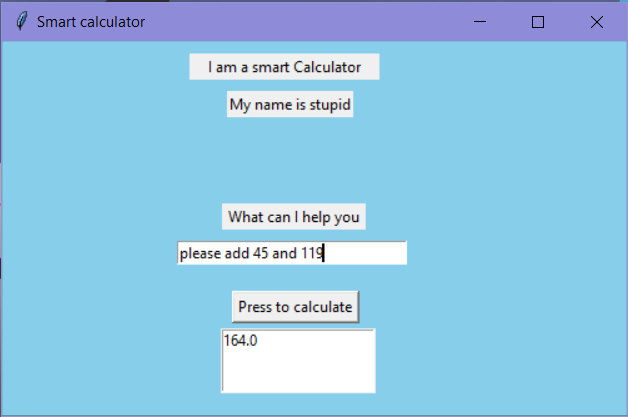 Smart calculator
I am a smart Calculator
My name is stupid
What can I help you
please add 45 and 119
Press to calculate
164.0